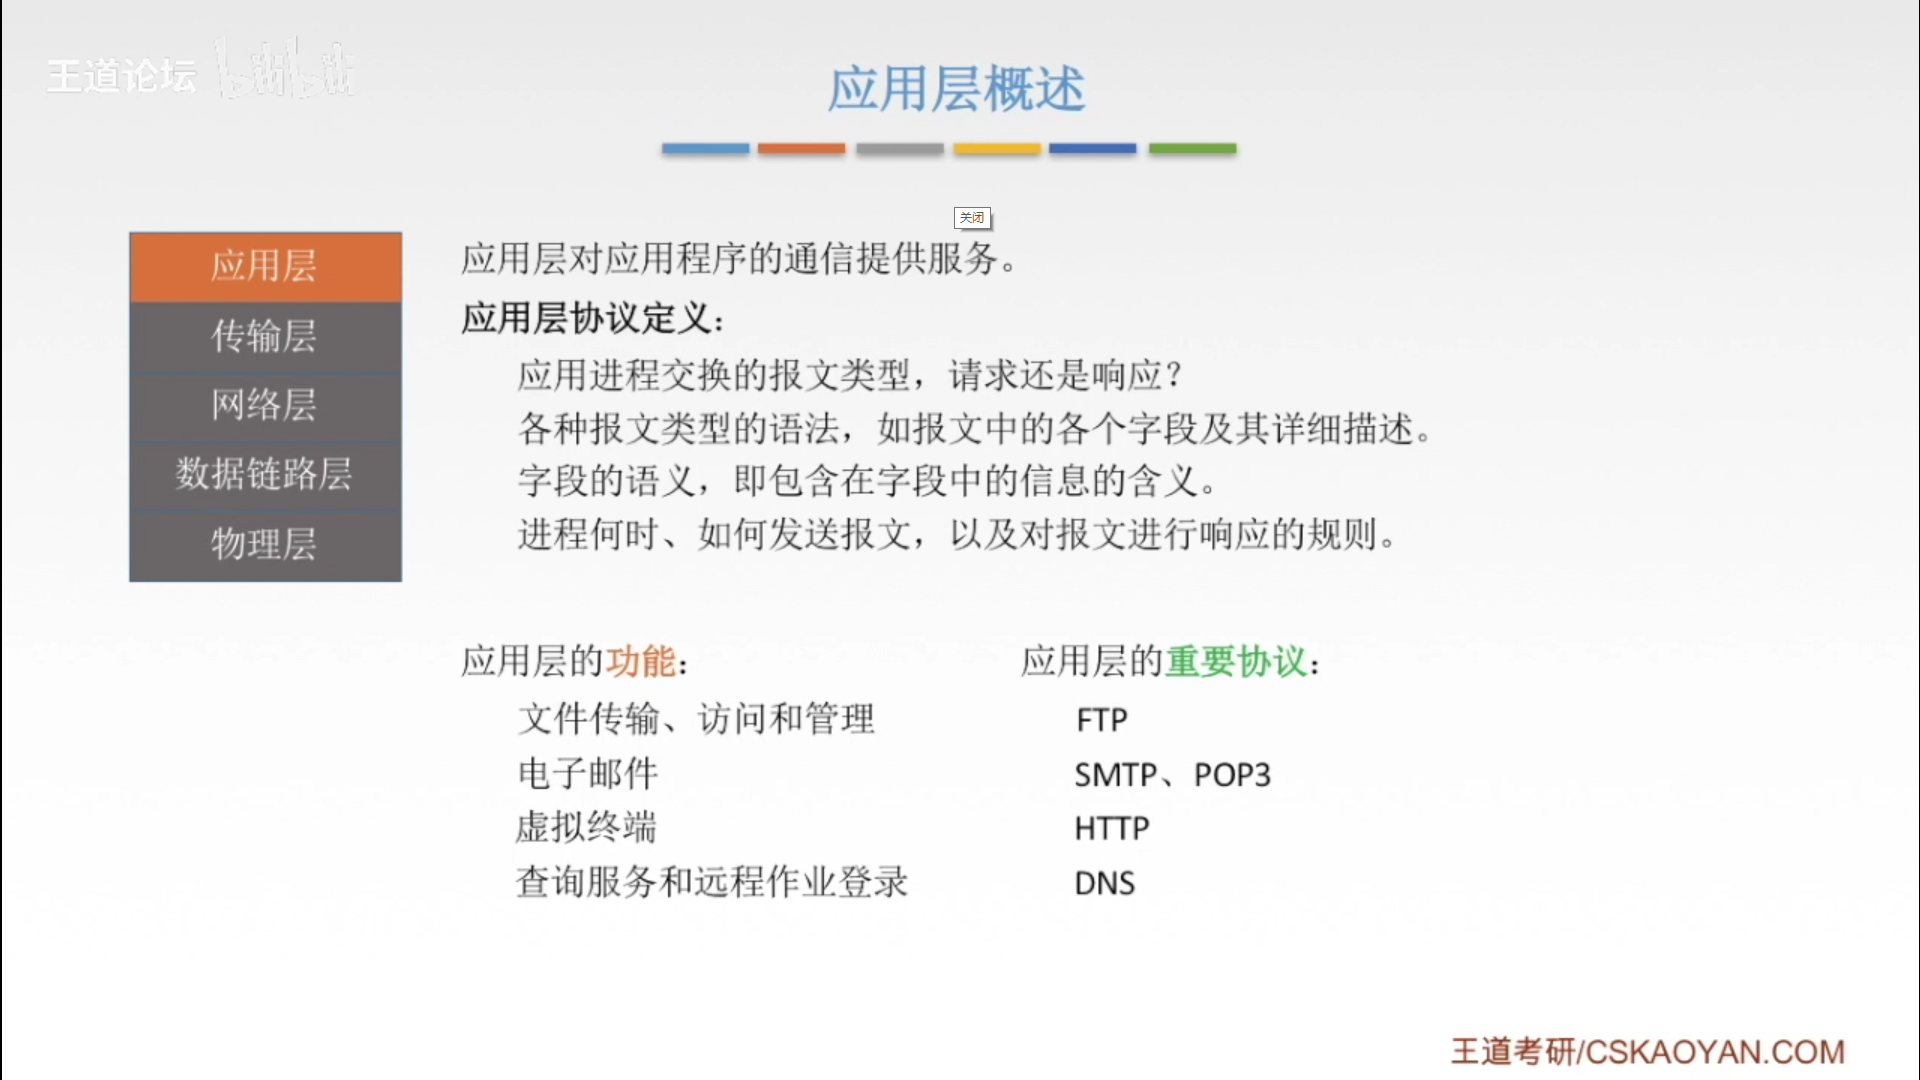 王道论坛 bilibili
应用层概述
关闭
应用层
传输层
网络层
数据链路层
物理层
应用层对应用程序的通信提供服务。
应用层协议定义：
应用进程交换的报文类型，请求还是响应？
各种报文类型的语法，如报文中的各个字段及其详细描述。
字段的语义，即包含在字段中的信息的含义。
进程何时、如何发送报文，以及对报文进行响应的规则。
应用层的功能：
文件传输、访问和管理
电子邮件
虚拟终端
查询服务和远程作业登录
应用层的重要协议：
FTP
SMTP、POP3
HTTP
DNS
王道考研/CSKAOYAN.COM